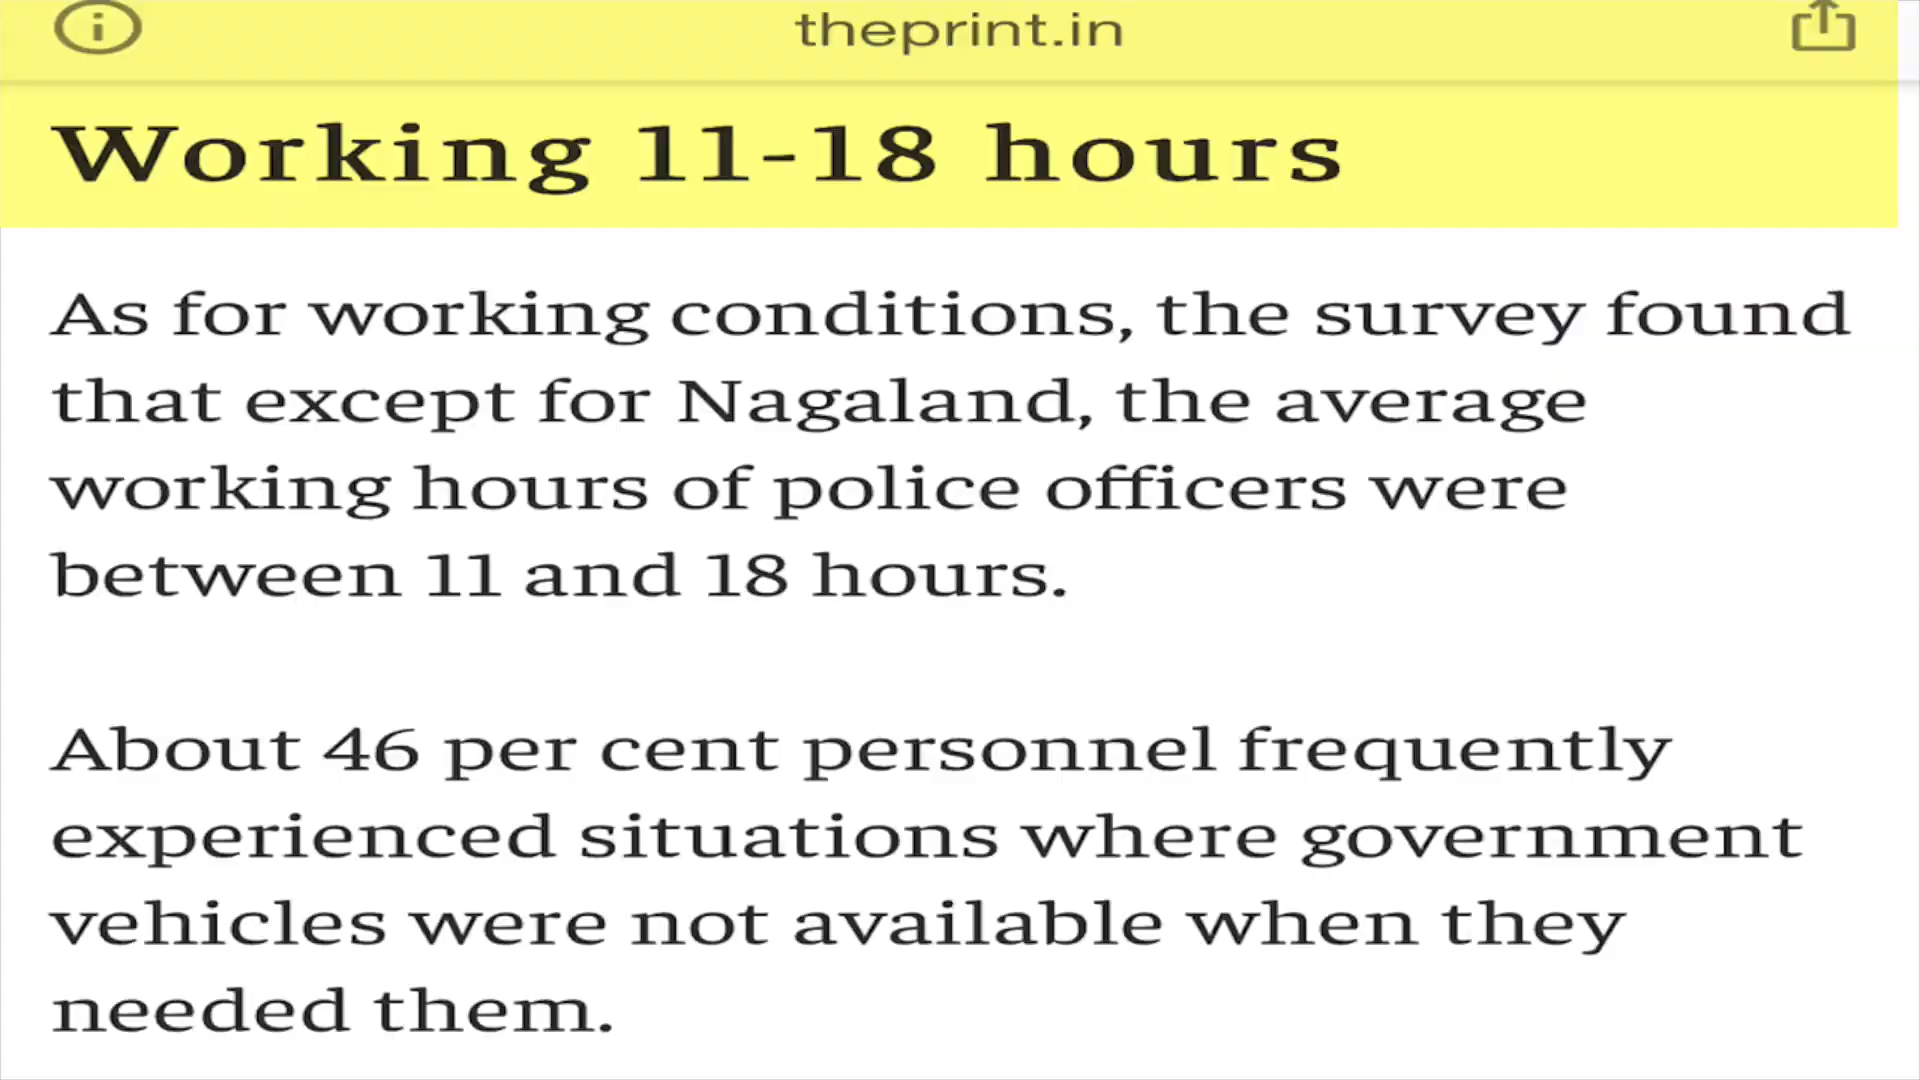 theprint.in
Working 11-18 hours
As for working conditions, the survey found
that except for Nagaland, the average
working hours of police officers were
between 11 and 18 hours.
About 46 per cent personnel frequently
experienced situations where government
vehicles were not available when they
needed them.